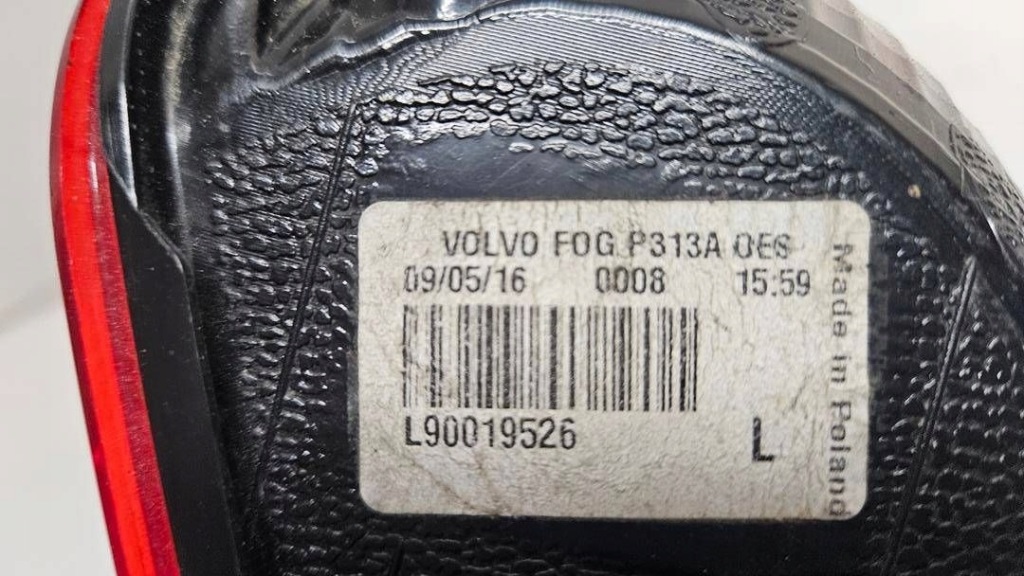 VOLVO FOG P313A OES
09/05/16 0008 15:59
L90019526
L
Made in Poland